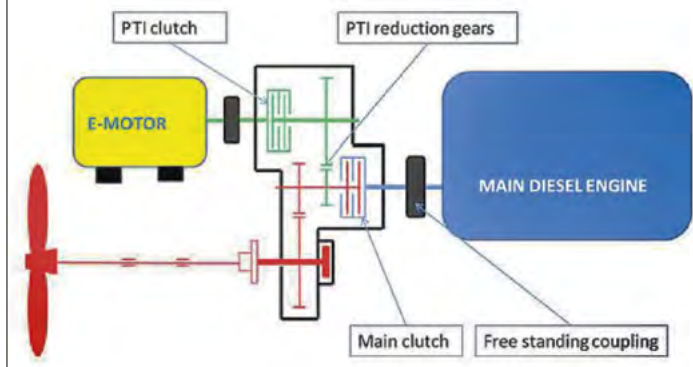 PTI clutch
PTI reduction gears
E-MOTOR
MAIN DIESEL ENGINE
Main clutch
Free standing coupling